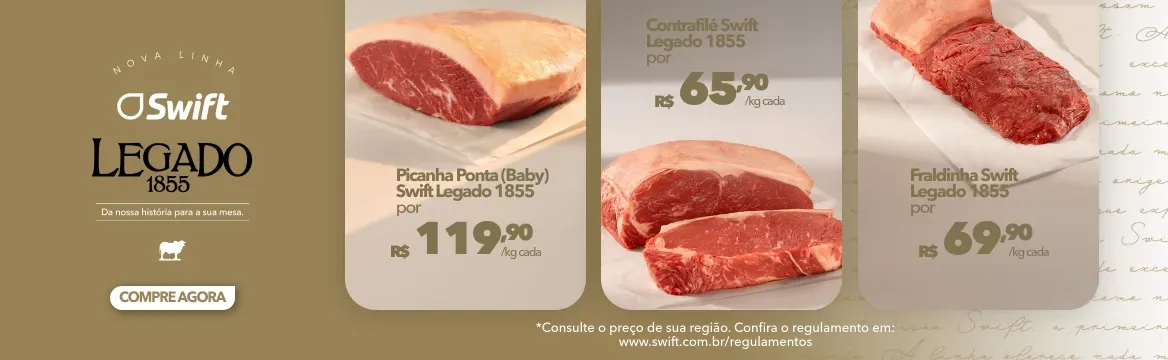 NOVA LINHA
Swift
LEGADO
1855
Da nossa história para a sua mesa.
COMPRE AGORA
Picanha Ponta (Baby)
Swift Legado 1855
por
R$ 119,90
/kg cada
Contrafilé Swift
Legado 1855
por
R$ 65,90
/kg cada
Fraldinha Swift
Legado 1855
por
R$ 69,90
/kg cada
*Consulte o preço de sua região. Confira o regulamento em:
www.swift.com.br/regulamentos